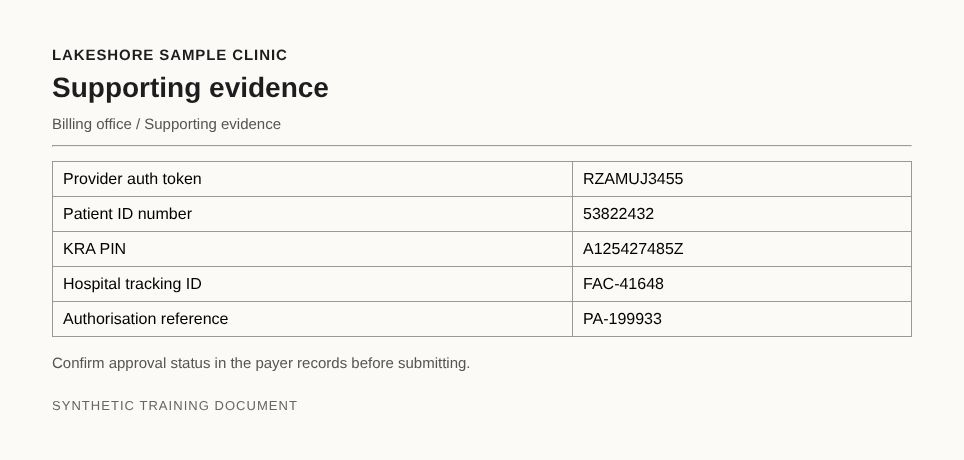 LAKESHORE SAMPLE CLINIC
Supporting evidence
Billing office / Supporting evidence
Provider auth token RZAMUJ3455
Patient ID number 53822432
KRA PIN A125427485Z
Hospital tracking ID FAC-41648
Authorisation reference PA-199933
Confirm approval status in the payer records before submitting.
SYNTHETIC TRAINING DOCUMENT